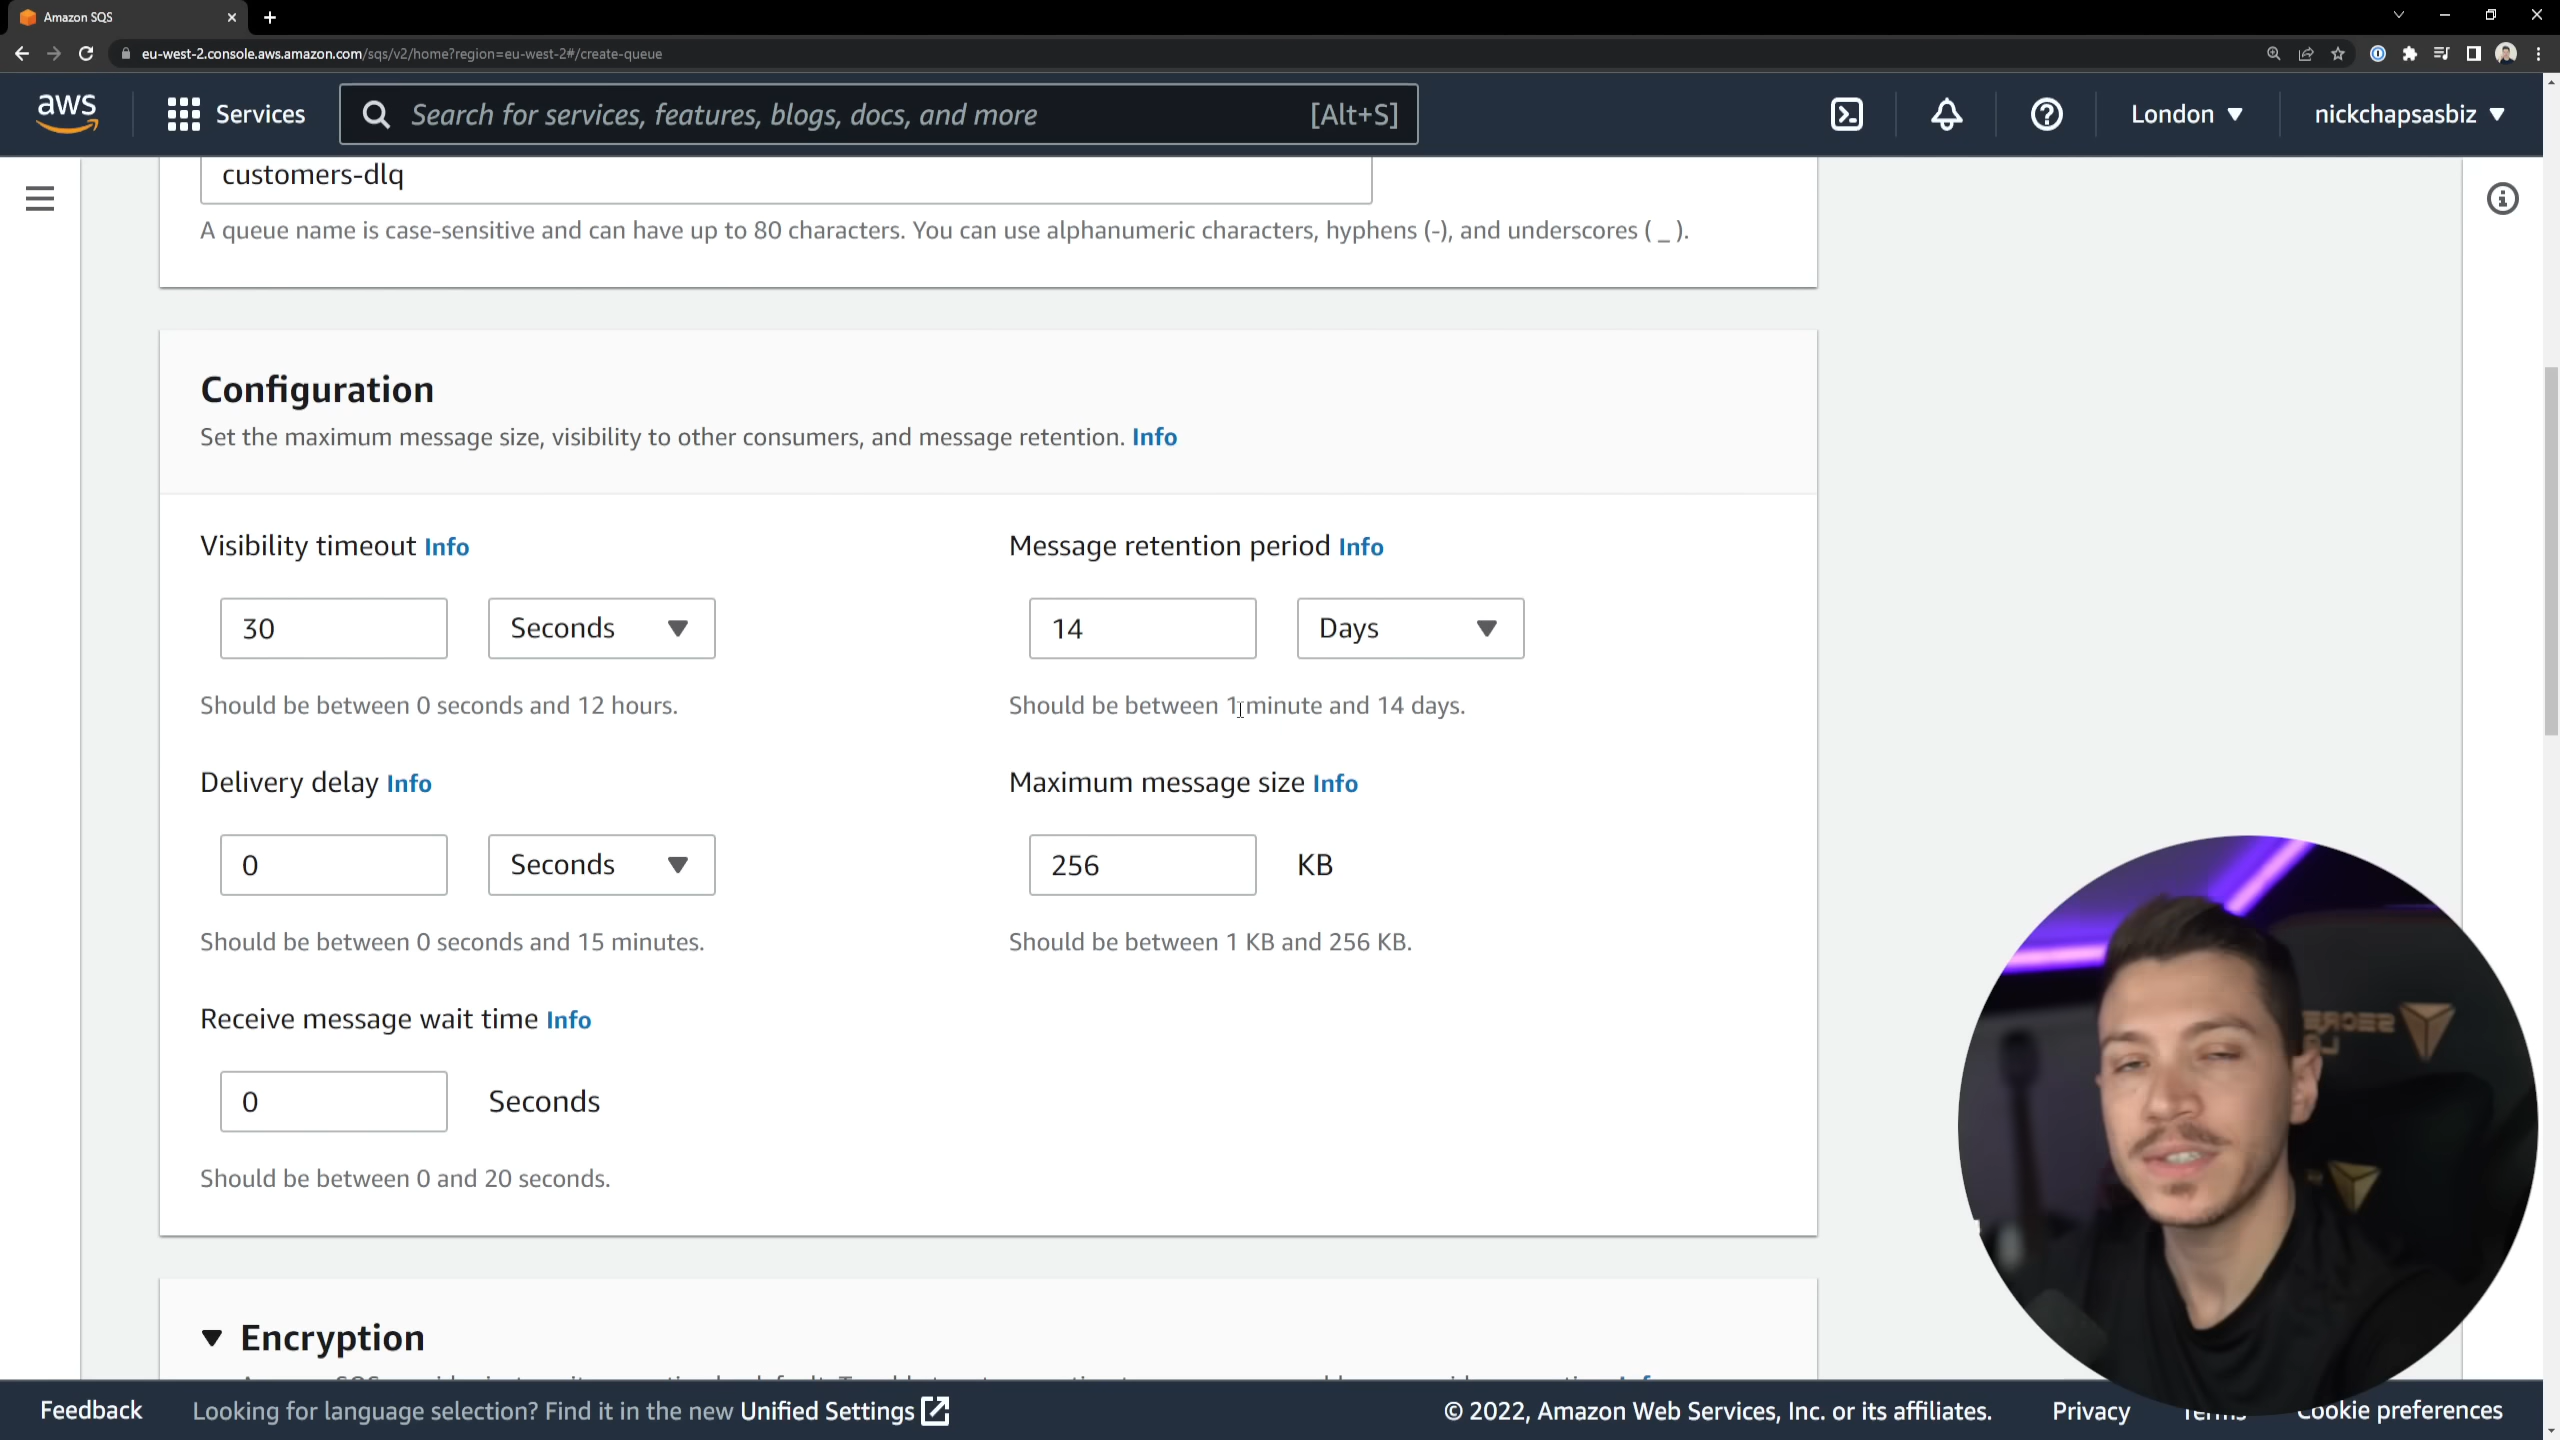 Amazon SQS
eu-west-2.console.aws.amazon.com/sqs/v2/home?region=eu-west-2#/create-queue
aws
Services
Search for services, features, blogs, docs, and more
[Alt+S]
London
nickchapsasbiz
customers-dlq
A queue name is case-sensitive and can have up to 80 characters. You can use alphanumeric characters, hyphens (-), and underscores ( _ ).
Configuration
Set the maximum message size, visibility to other consumers, and message retention. Info
Visibility timeout Info
30
Seconds
Should be between 0 seconds and 12 hours.
Message retention period Info
14
Days
Should be between 1 minute and 14 days.
Delivery delay Info
0
Seconds
Should be between 0 seconds and 15 minutes.
Maximum message size Info
256
KB
Should be between 1 KB and 256 KB.
Receive message wait time Info
0
Seconds
Should be between 0 and 20 seconds.
Encryption
Feedback
Looking for language selection? Find it in the new Unified Settings
© 2022, Amazon Web Services, Inc. or its affiliates.
Privacy
Terms
Cookie preferences